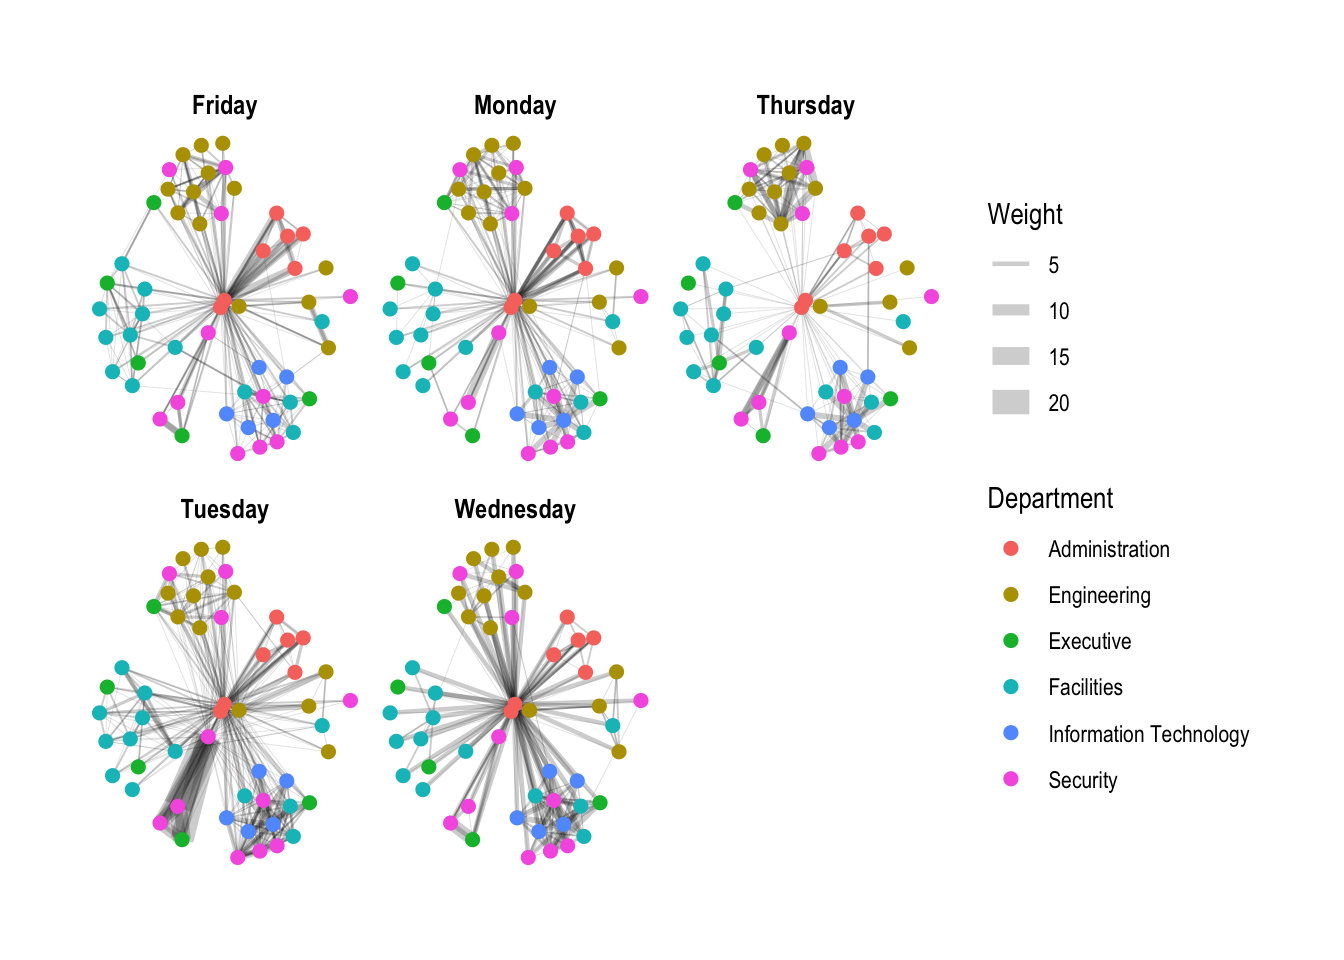 Friday
Monday
Thursday
Tuesday
Wednesday
Weight
5
10
15
20
Department
Administration
Engineering
Executive
Facilities
Information Technology
Security